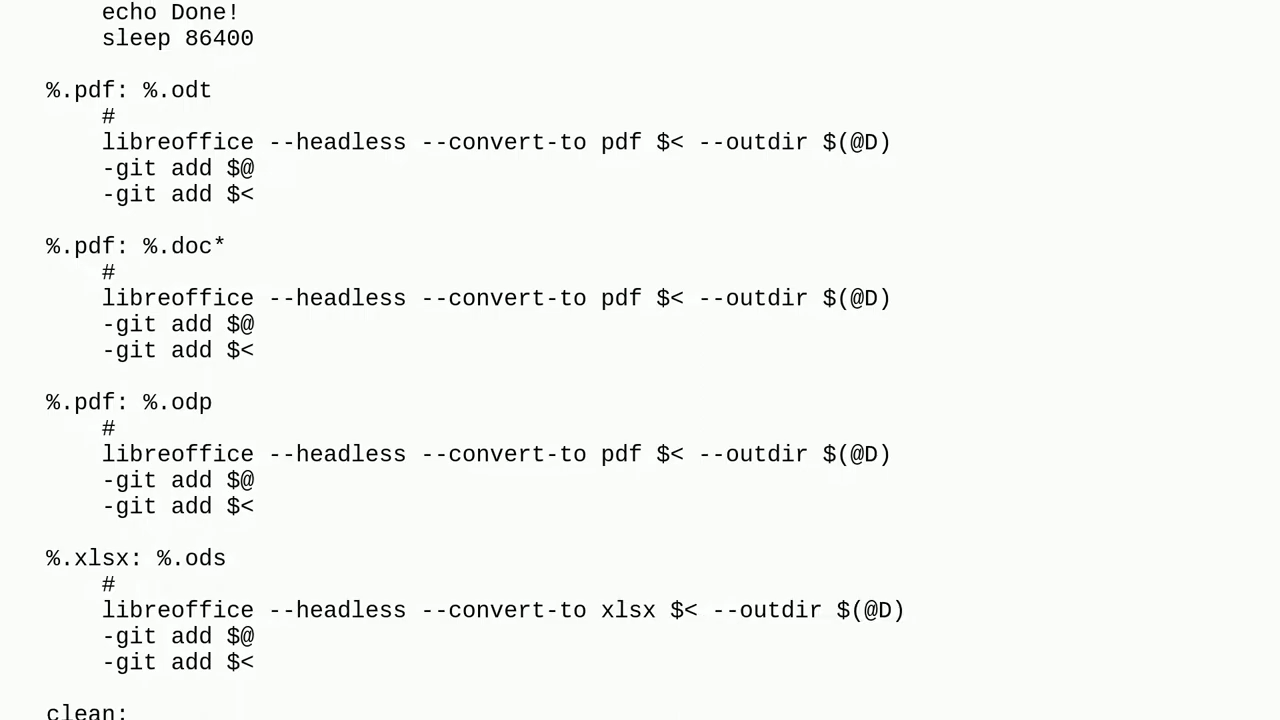 echo Done!
sleep 86400
%.pdf: %.odt
#
libreoffice --headless --convert-to pdf $< --outdir $(@D)
-git add $@
-git add $<
%.pdf: %.doc*
#
libreoffice --headless --convert-to pdf $< --outdir $(@D)
-git add $@
-git add $<
%.pdf: %.odp
#
libreoffice --headless --convert-to pdf $< --outdir $(@D)
-git add $@
-git add $<
%.xlsx: %.ods
#
libreoffice --headless --convert-to xlsx $< --outdir $(@D)
-git add $@
-git add $<
clean: